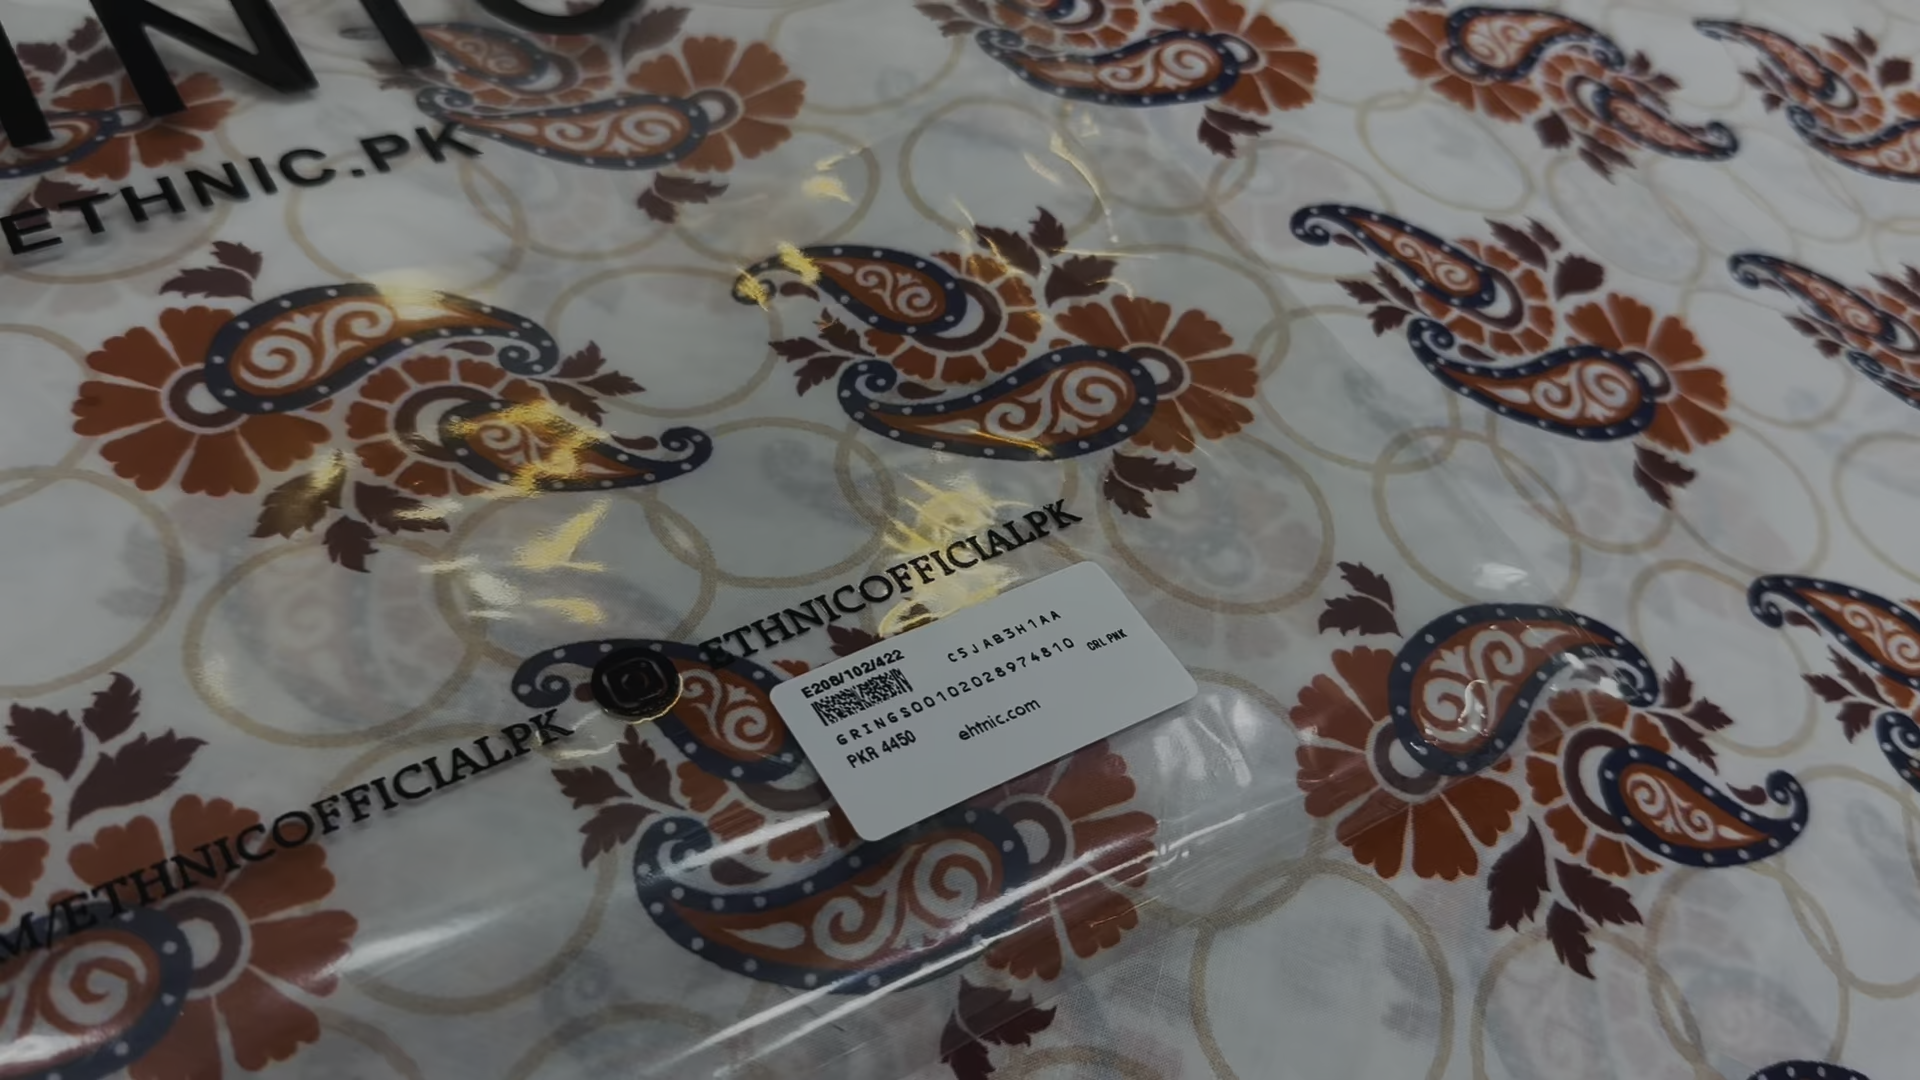 ETHNIC.PK
ETHNICOFFICIALPK
M/ETHNICOFFICIALPK
E208/102/422
C5JAB3H1AA
GRINGS00102028974810
CRL PNK
PKR 4450
ehtnic.com